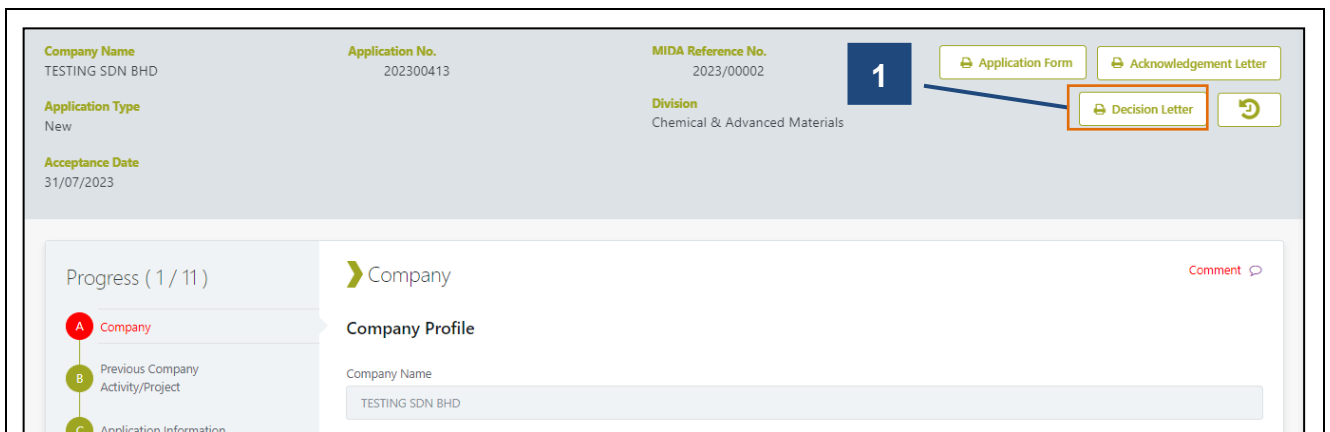 Company Name
TESTING SDN BHD
Application No.
202300413
MIDA Reference No.
2023/00002
1
Application Form
Acknowledgement Letter
Application Type
New
Division
Chemical & Advanced Materials
Decision Letter
Acceptance Date
31/07/2023
Progress ( 1 / 11 )
A Company
B Previous Company
Activity/Project
C Application Information
Company
Comment
Company Profile
Company Name
TESTING SDN BHD